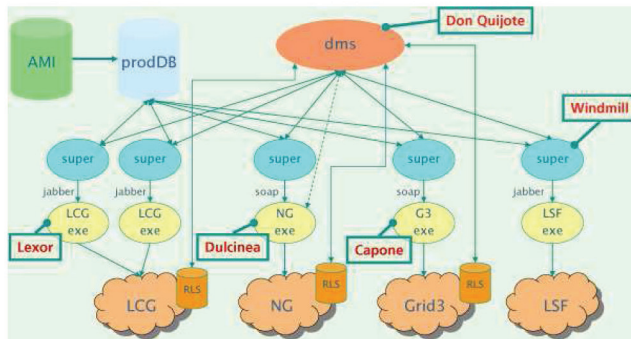 Don Quijote
AMI
prodDB
dms
Windmill
super
super
super
super
super
jabber
jabber
soap
soap
jabber
LCG
exe
LCG
exe
NG
exe
G3
exe
LSF
exe
Lexor
Dulcinea
Capone
RLS
RLS
RLS
LCG
NG
Grid3
LSF